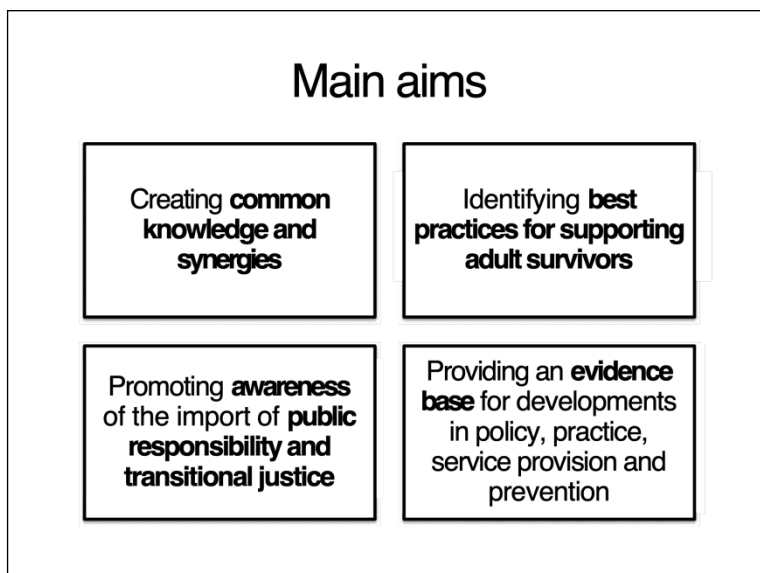 Main aims
Creating common
knowledge and
synergies
Identifying best
practices for supporting
adult survivors
Promoting awareness
of the import of public
responsibility and
transitional justice
Providing an evidence
base for developments
in policy, practice,
service provision and
prevention